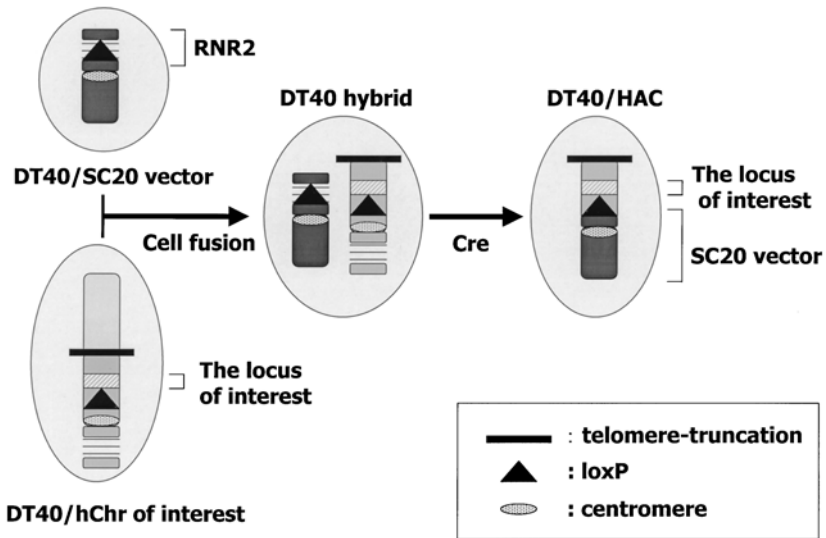 RNR2
DT40/SC20 vector
DT40 hybrid
DT40/HAC
Cell fusion
Cre
The locus
of interest
SC20 vector
The locus
of interest
DT40/hChr of interest
: telomere-truncation
: loxP
: centromere